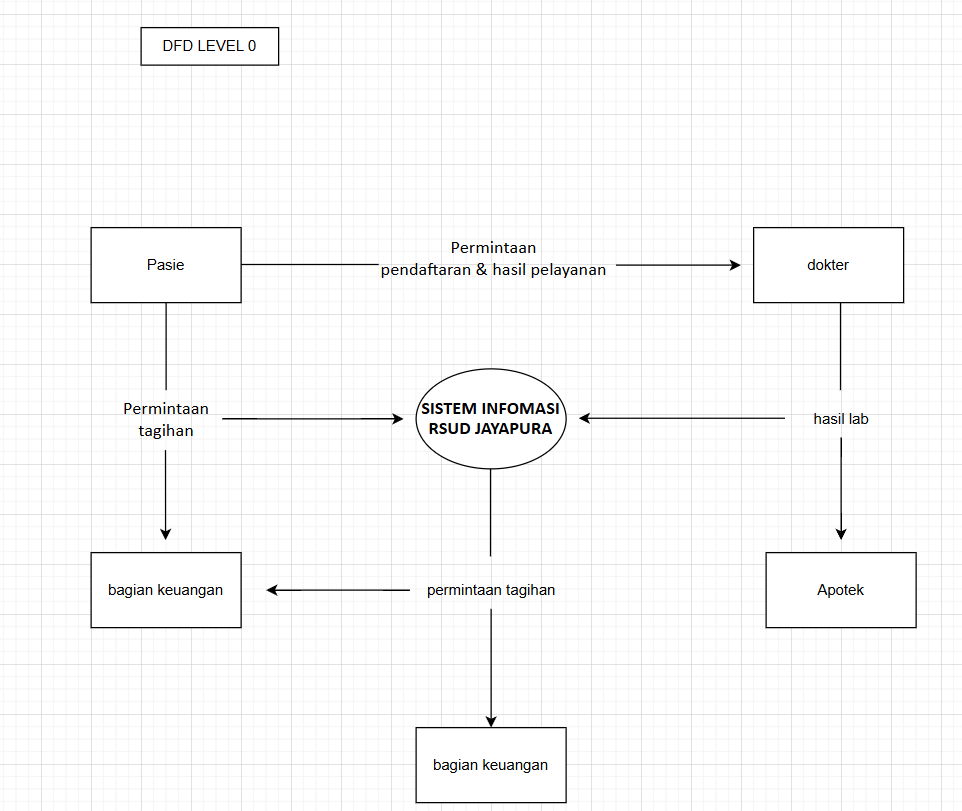 DFD LEVEL 0
Pasie
Permintaan
pendaftaran & hasil pelayanan
dokter
Permintaan
tagihan
SISTEM INFOMASI
RSUD JAYAPURA
hasil lab
bagian keuangan
permintaan tagihan
Apotek
bagian keuangan